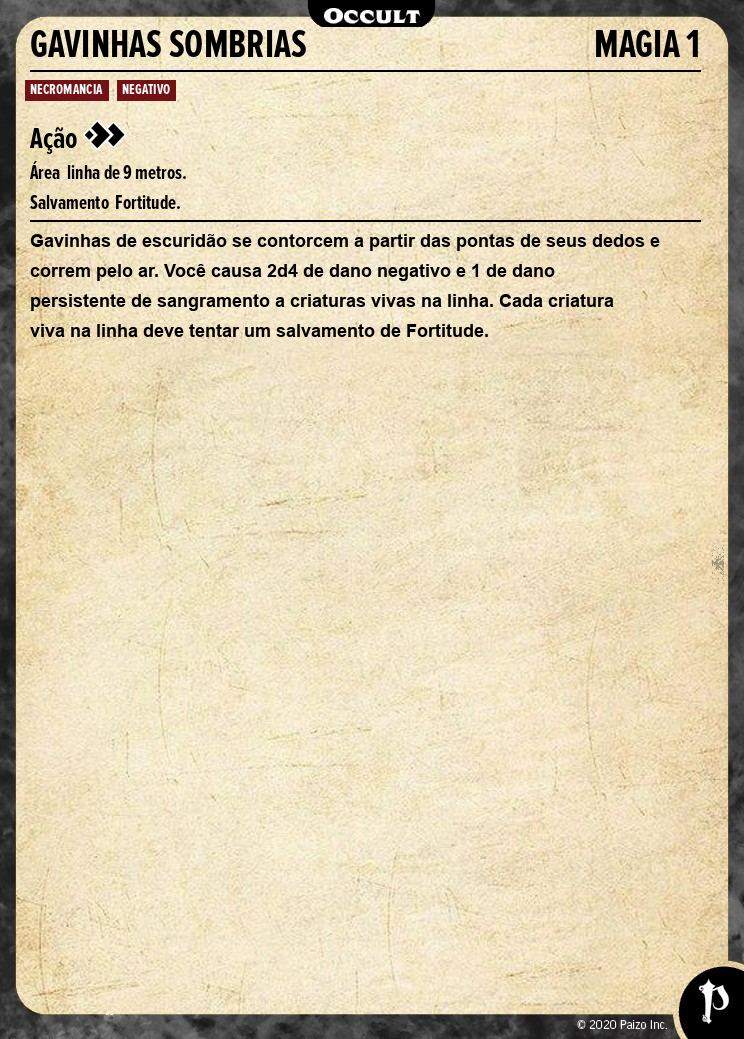 OCCULT
GAVINHAS SOMBRIAS MAGIA 1
NECROMANCIA NEGATIVO
Ação
Área linha de 9 metros.
Salvamento Fortitude.
Gavinhas de escuridão se contorcem a partir das pontas de seus dedos e
correm pelo ar. Você causa 2d4 de dano negativo e 1 de dano
persistente de sangramento a criaturas vivas na linha. Cada criatura
viva na linha deve tentar um salvamento de Fortitude.
© 2020 Paizo Inc.
P